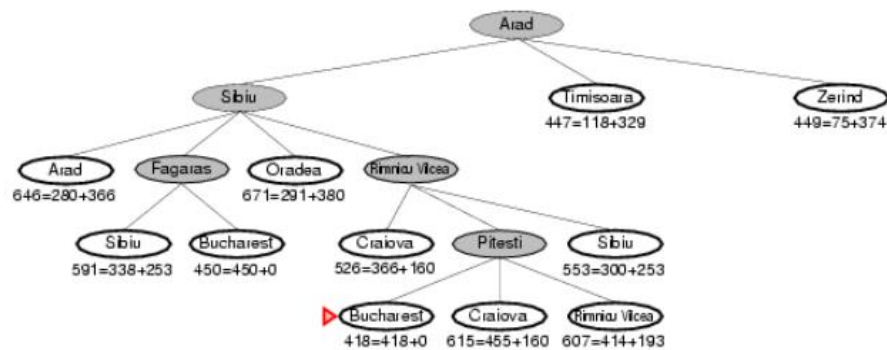 Arad
Sibiu
Timisoara
Zerind
447=118+329
449=75+374
Arad
Fagaras
Oradea
Rimnicu Vilcea
646=280+366
671=291+380
Sibiu
Bucharest
Craiova
Pitesti
Sibiu
591=338+253
450=450+0
526=366+160
553=300+253
Bucharest
Craiova
Rimnicu Vilcea
418=418+0
615=455+160
607=414+193